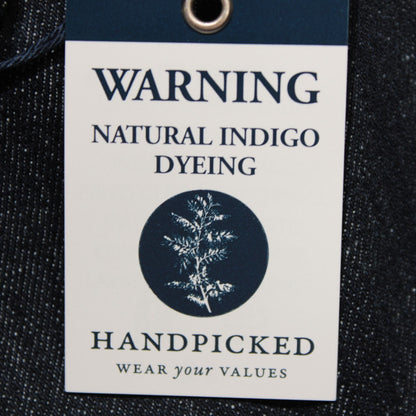 WARNING
NATURAL INDIGO
DYEING
HANDPICKED
WEAR your VALUES